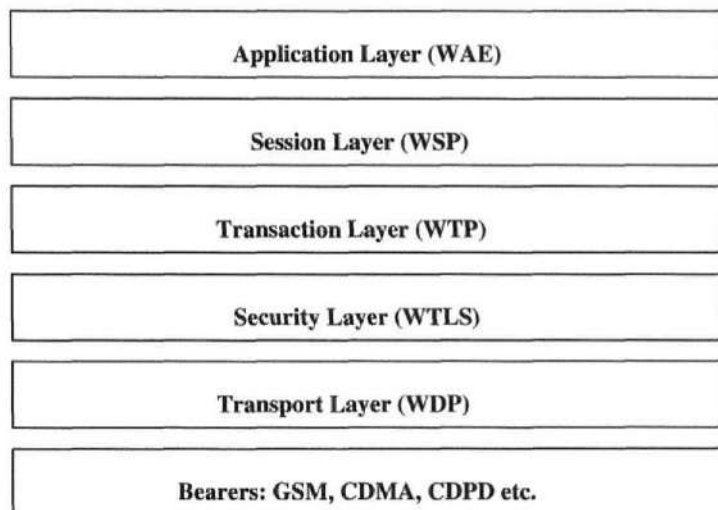 Application Layer (WAE)
Session Layer (WSP)
Transaction Layer (WTP)
Security Layer (WTLS)
Transport Layer (WDP)
Bearers: GSM, CDMA, CDPD etc.